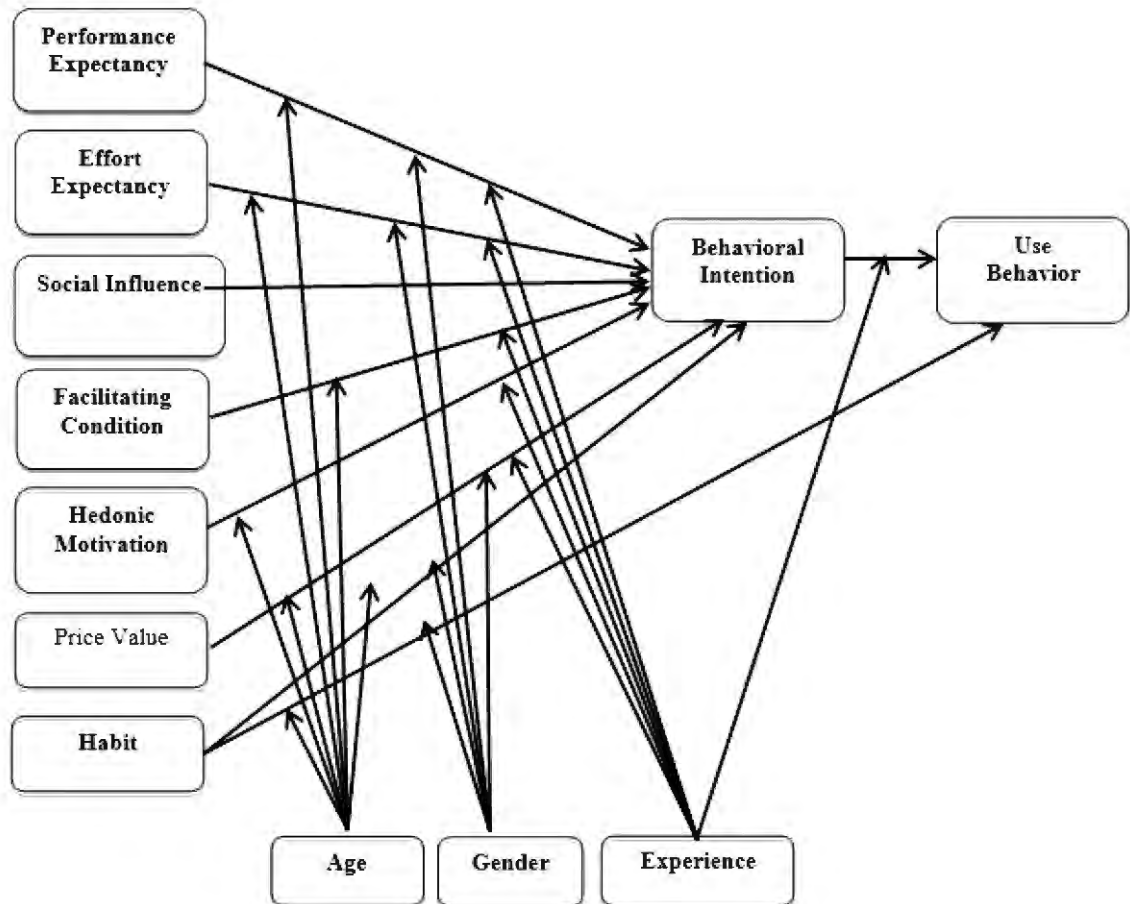 Performance
Expectancy
Effort
Expectancy
Social Influence
Facilitating
Condition
Hedonic
Motivation
Price Value
Habit
Behavioral
Intention
Use
Behavior
Age
Gender
Experience